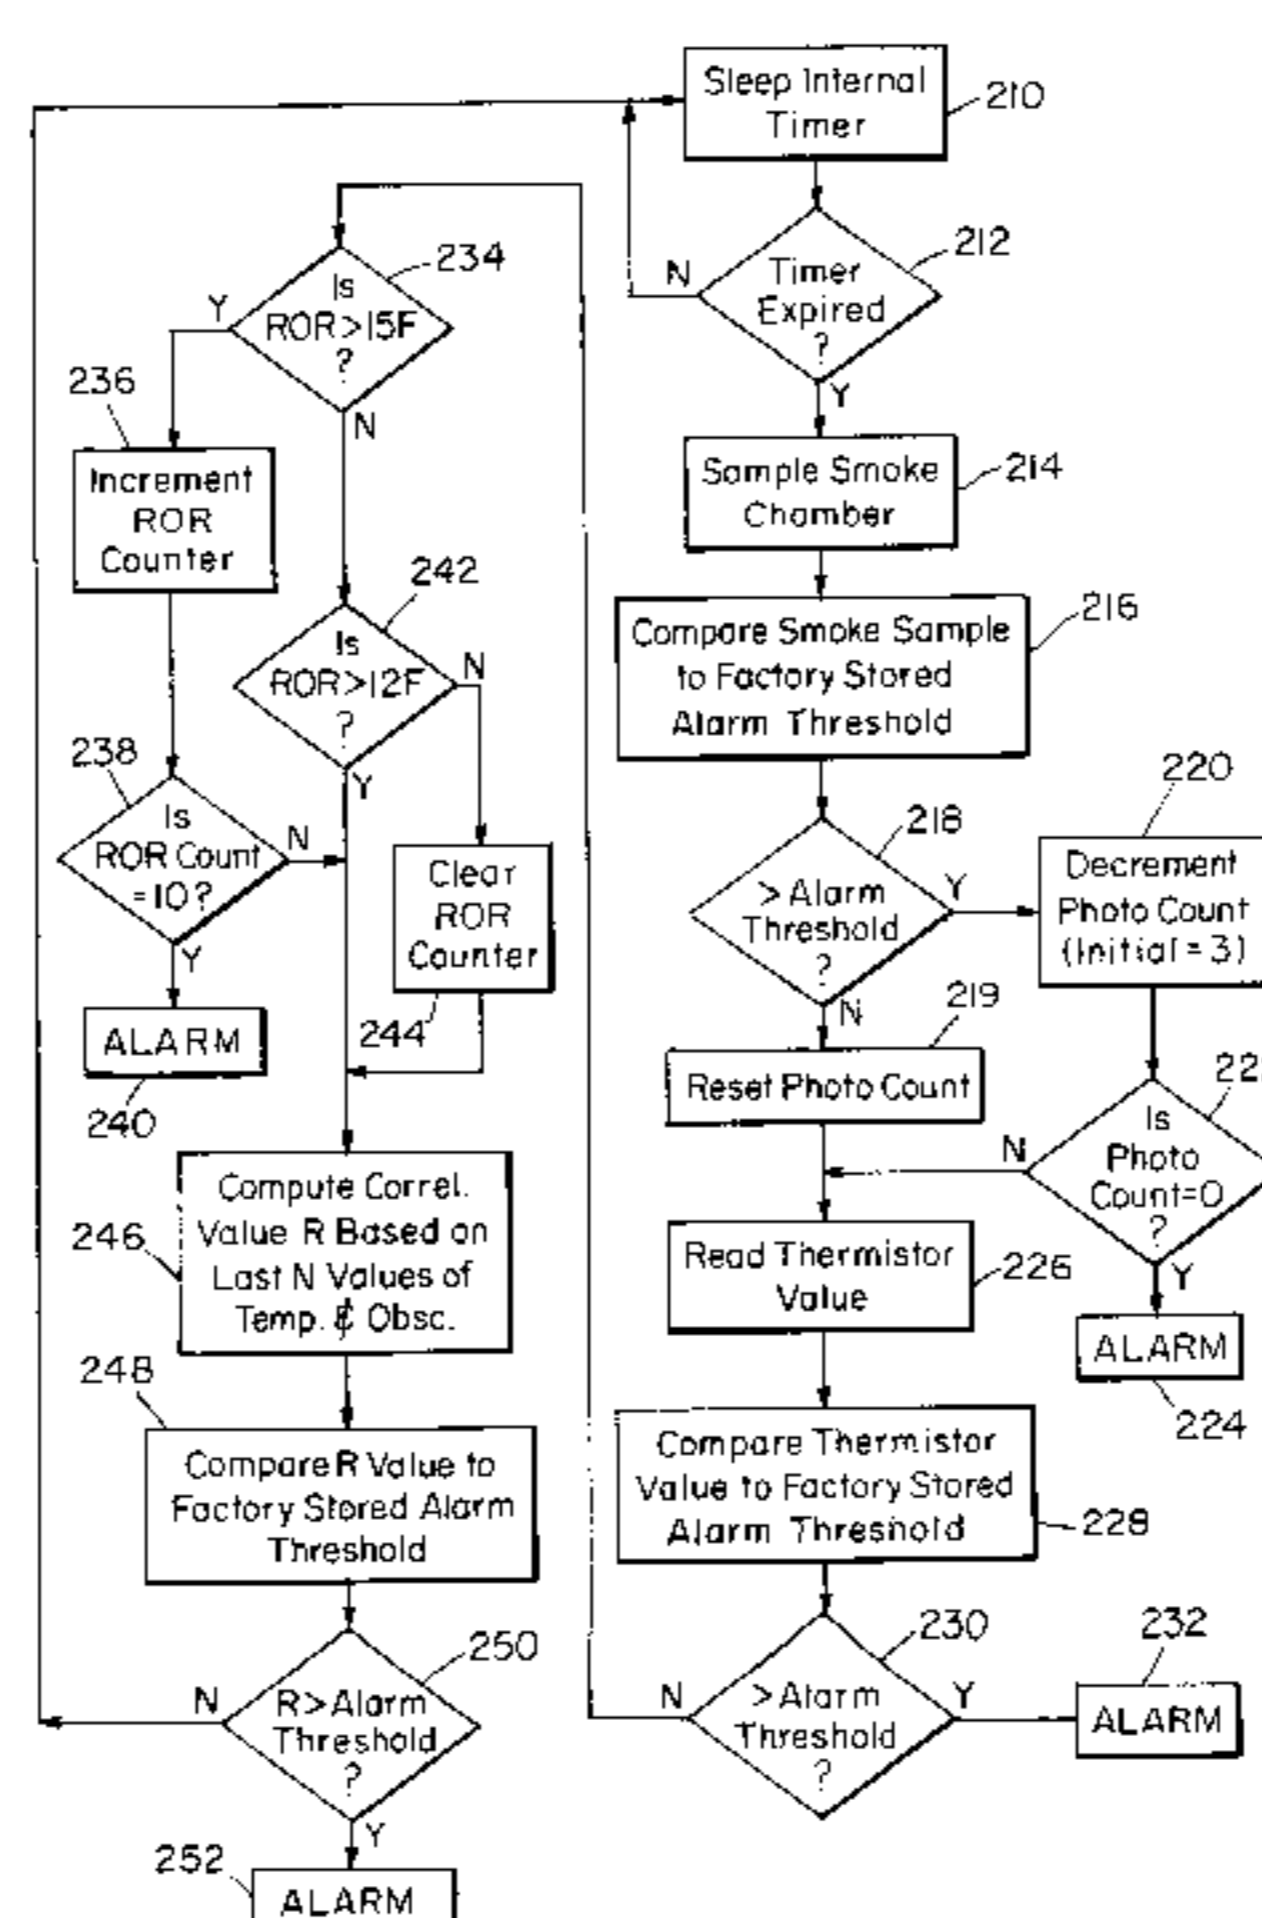 Sleep Internal
Timer
210
212
N
Timer
Expired
?
Y
Sample Smoke
Chamber
214
Compare Smoke Sample
to Factory Stored
Alarm Threshold
216
218
> Alarm
Threshold
?
Y
N
220
Decrement
Photo Count
(Initial = 3)
219
Reset Photo Count
Is
Photo
Count=0
?
N
Y
ALARM
224
Read Thermistor
Value
226
Compare Thermistor
Value to Factory Stored
Alarm Threshold
228
230
> Alarm
Threshold
?
N
Y
232
ALARM
234
Is
ROR>15F
?
Y
N
236
Increment
ROR
Counter
242
Is
ROR>12F
?
N
Y
238
Is
ROR Count
=10?
N
Y
ALARM
240
Clear
ROR
Counter
244
Compute Correl.
Value R Based on
Last N Values of
Temp. & Obsc.
246
248
Compare R Value to
Factory Stored Alarm
Threshold
250
R > Alarm
Threshold
?
N
Y
252
ALARM